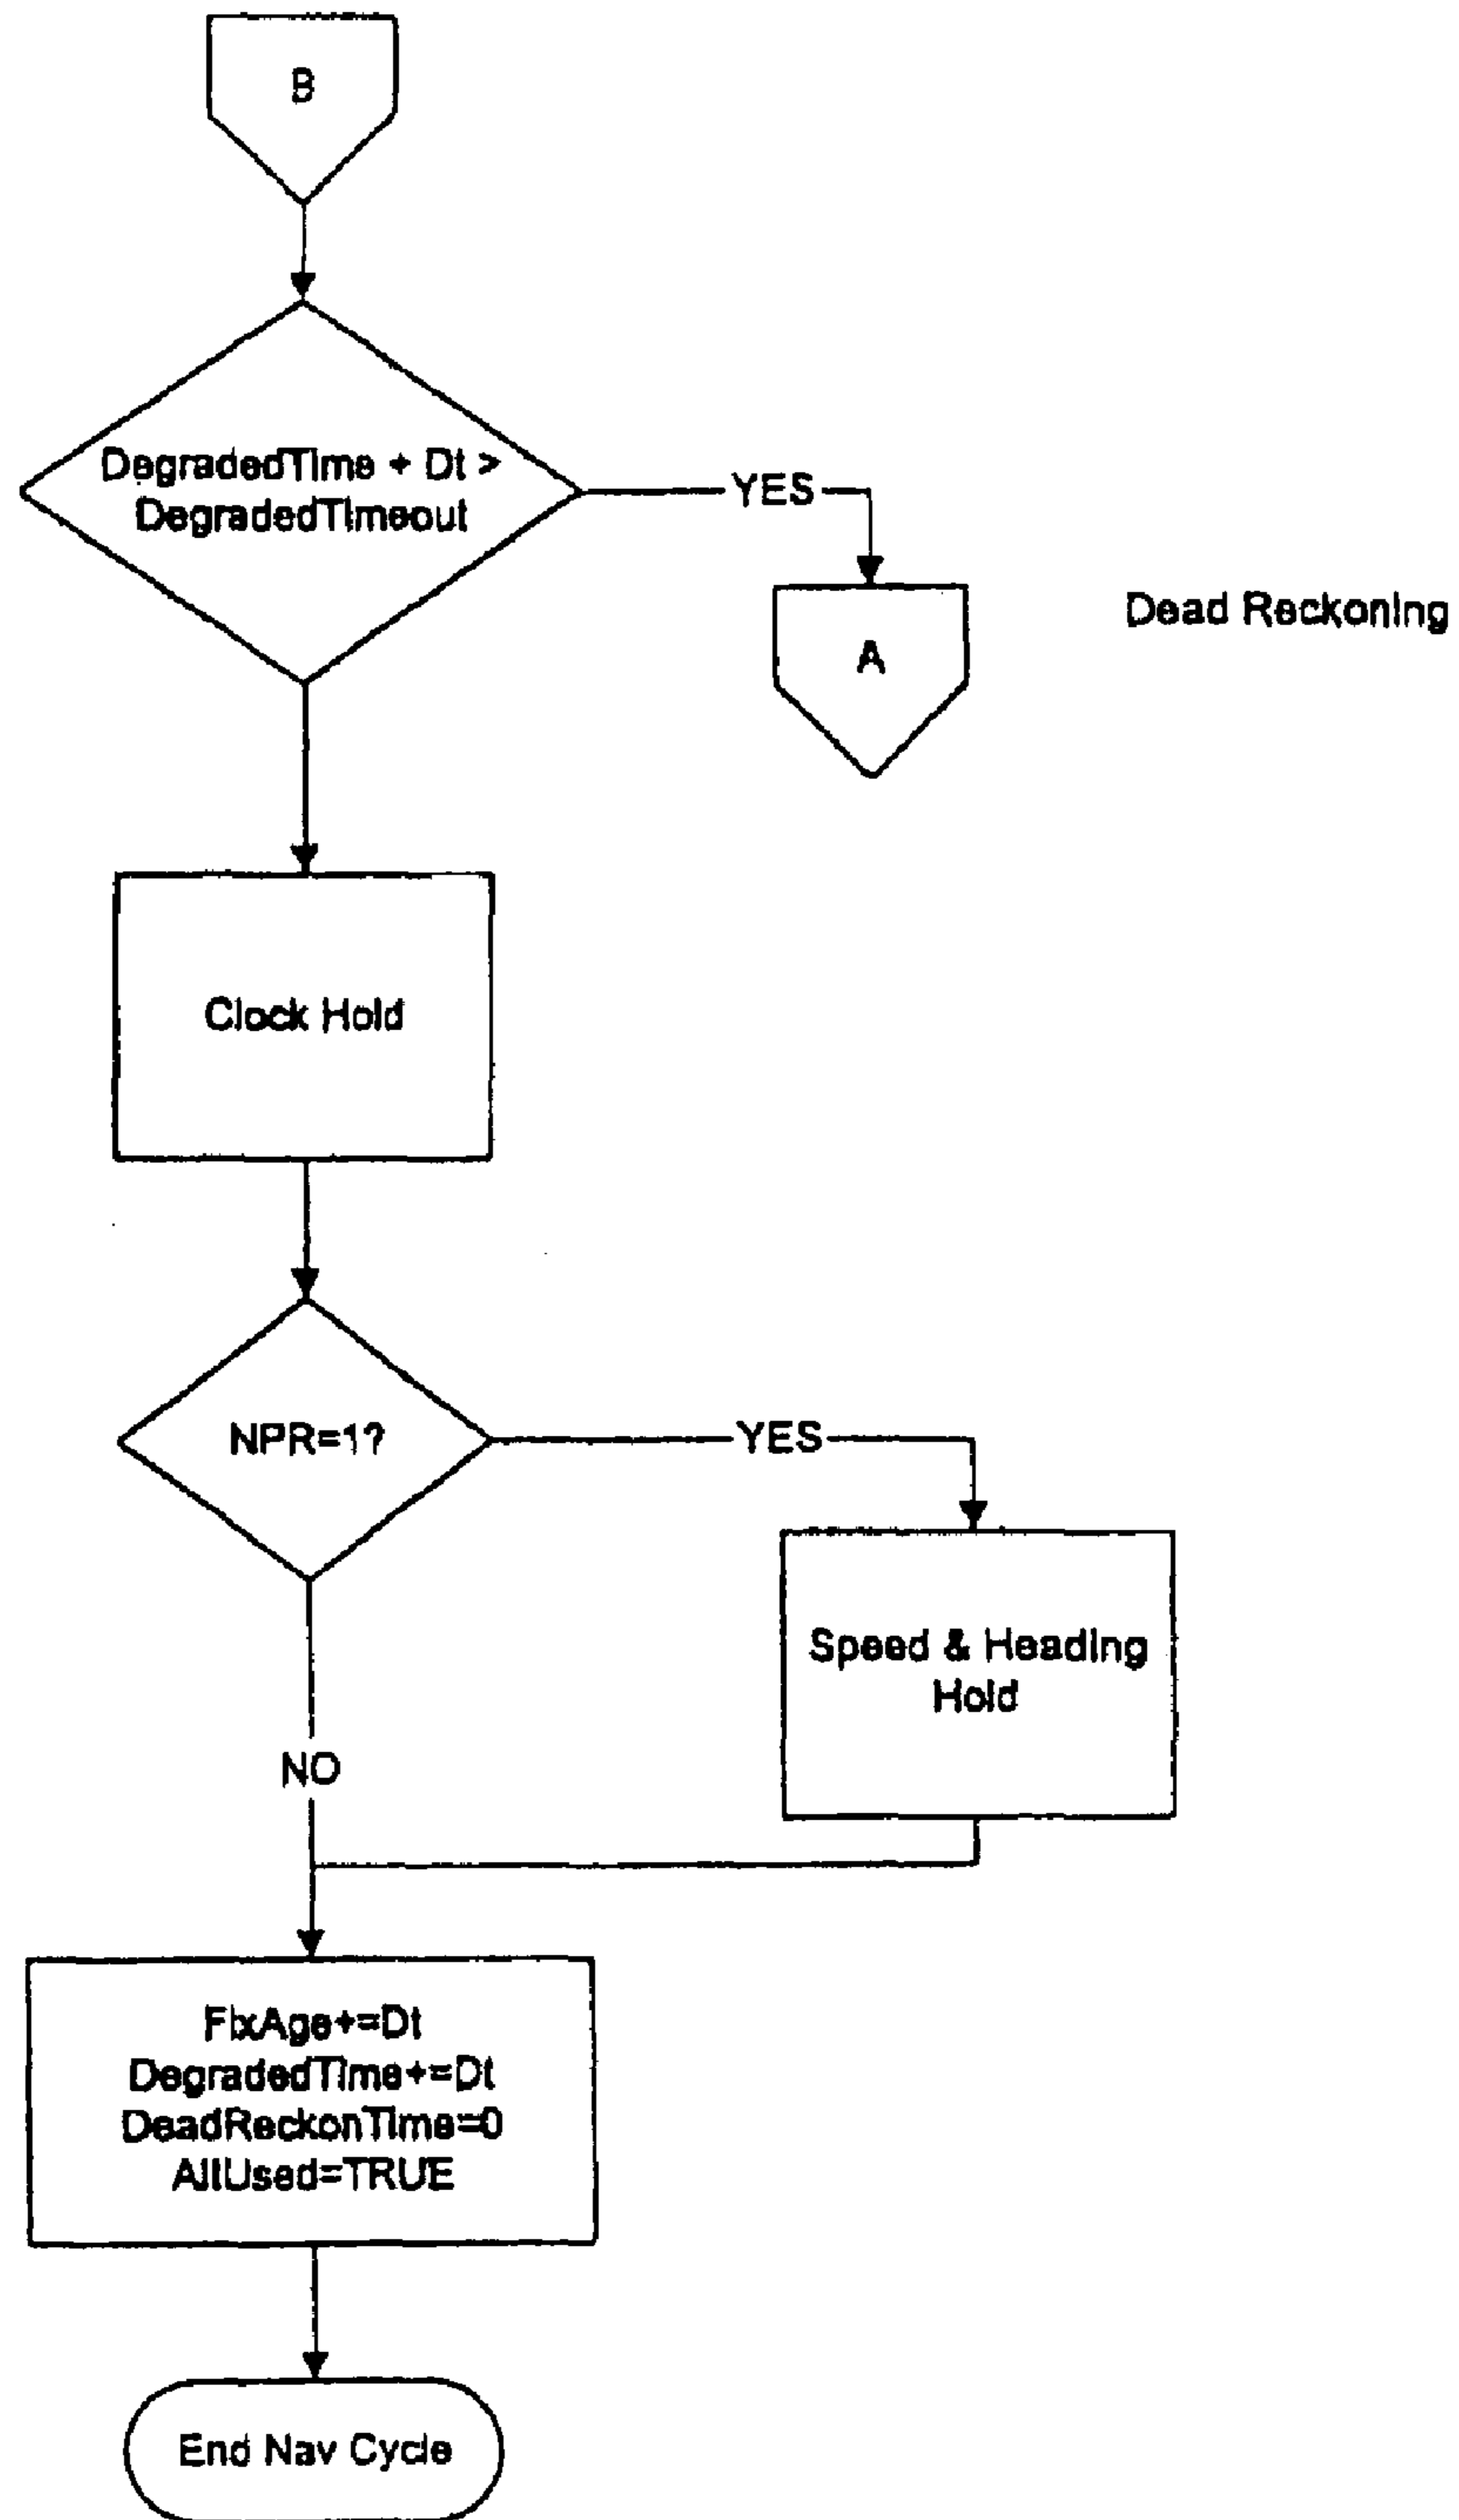 B
DegradedTime + Dt >
DegradedTimeout
YES
A
Dead Reckoning
Clock Hold
NPR=1?
YES
Speed & Heading
Hold
NO
FixAge+=Dt
DegradedTime+=Dt
DeadReckonTime=0
AllUsed=TRUE
End Nav Cycle